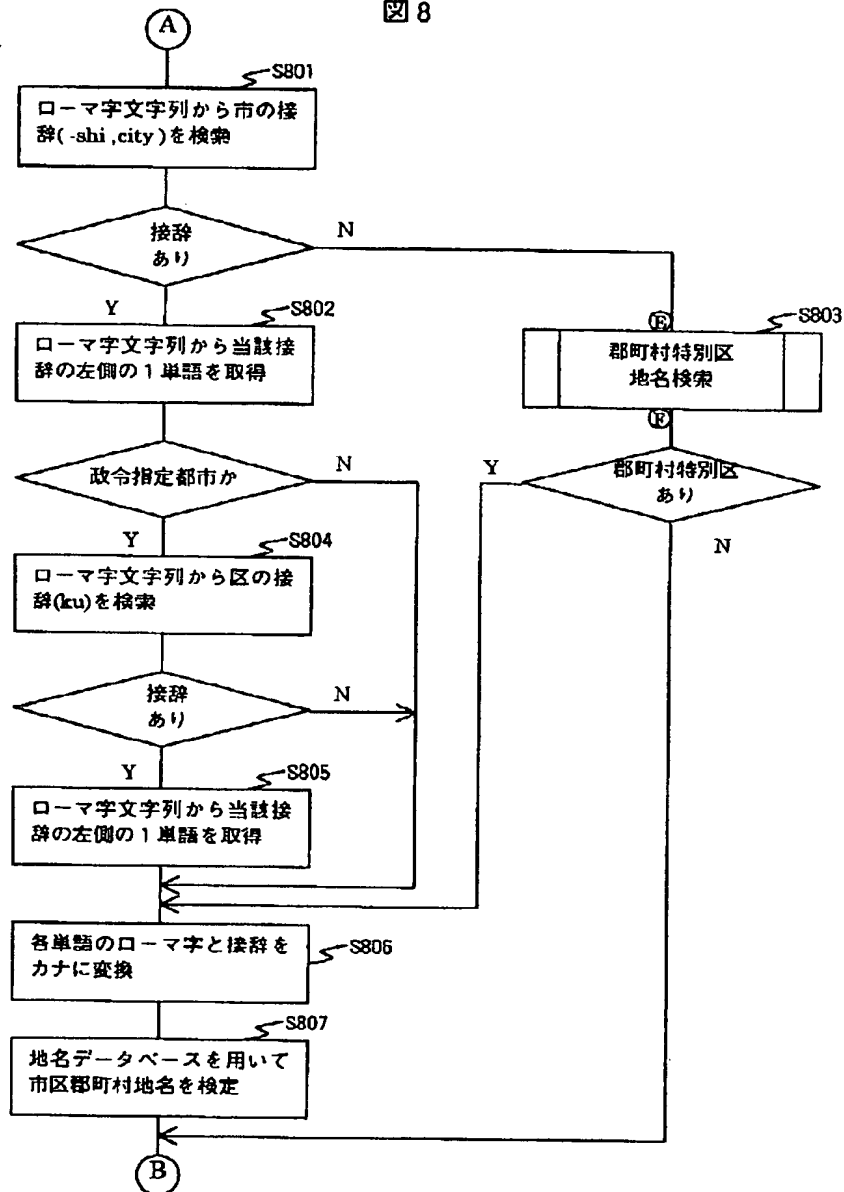 図 8
A
S801
ローマ字文字列から市の接
辞( -shi ,city )を検索
接辞
あり
N
Y
S802
ローマ字文字列から当該接
辞の左側の1単語を取得
E
S803
郡町村特別区
地名検索
F
政令指定都市か
N
Y
郡町村特別区
あり
Y
N
S804
ローマ字文字列から区の接
辞(ku)を検索
接辞
あり
N
Y
S805
ローマ字文字列から当該接
辞の左側の1単語を取得
各単語のローマ字と接辞を
カナに変換
S806
S807
地名データベースを用いて
市区郡町村地名を検定
B